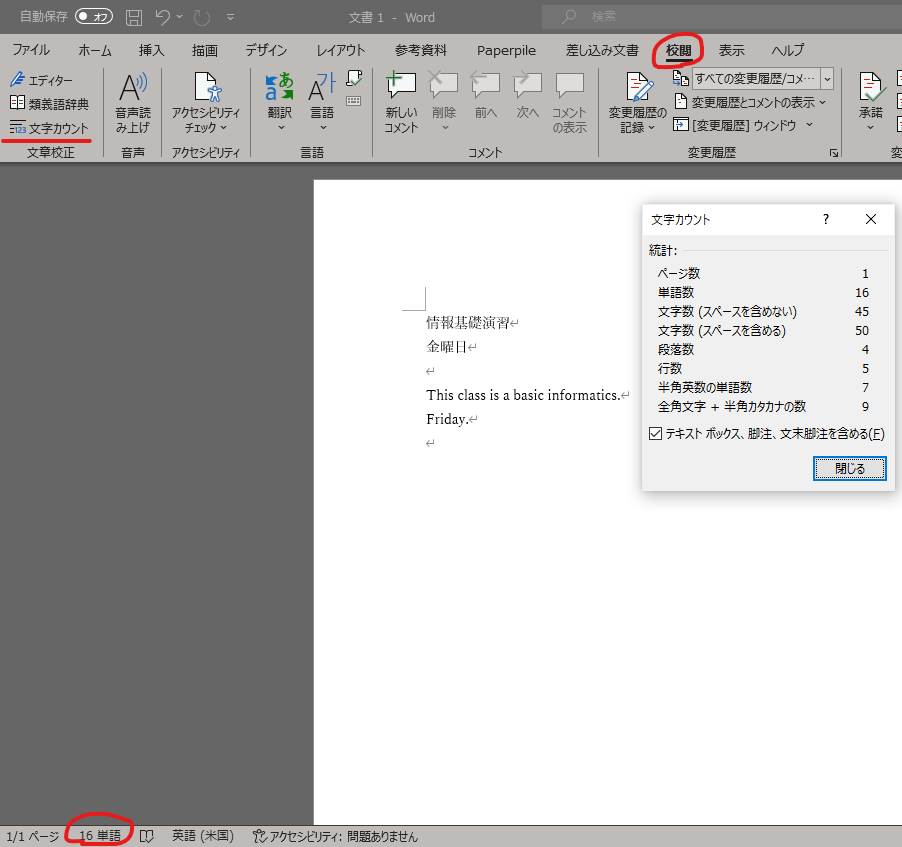 自動保存 オフ 文書 1 - Word 検索
ファイル ホーム 挿入 描画 デザイン レイアウト 参考資料 Paperpile 差し込み文書 校閲 表示 ヘルプ
エディター
類義語辞典
123 文字カウント
文章校正
音声読み上げ
音声
アクセシビリティ
チェック
アクセシビリティ
翻訳
言語
言語
新しい
コメント
削除
前へ
次へ
コメント
の表示
コメント
変更履歴の
記録
すべての変更履歴/コメ…
変更履歴とコメントの表示
[変更履歴] ウィンドウ
変更履歴
承諾
情報基礎演習
金曜日
This class is a basic informatics.
Friday.
文字カウント ?
統計:
ページ数 1
単語数 16
文字数 (スペースを含めない) 45
文字数 (スペースを含める) 50
段落数 4
行数 5
半角英数の単語数 7
全角文字 + 半角カタカナの数 9
テキスト ボックス、脚注、文末脚注を含める(F)
閉じる
1/1 ページ 16 単語 英語 (米国) アクセシビリティ: 問題ありません